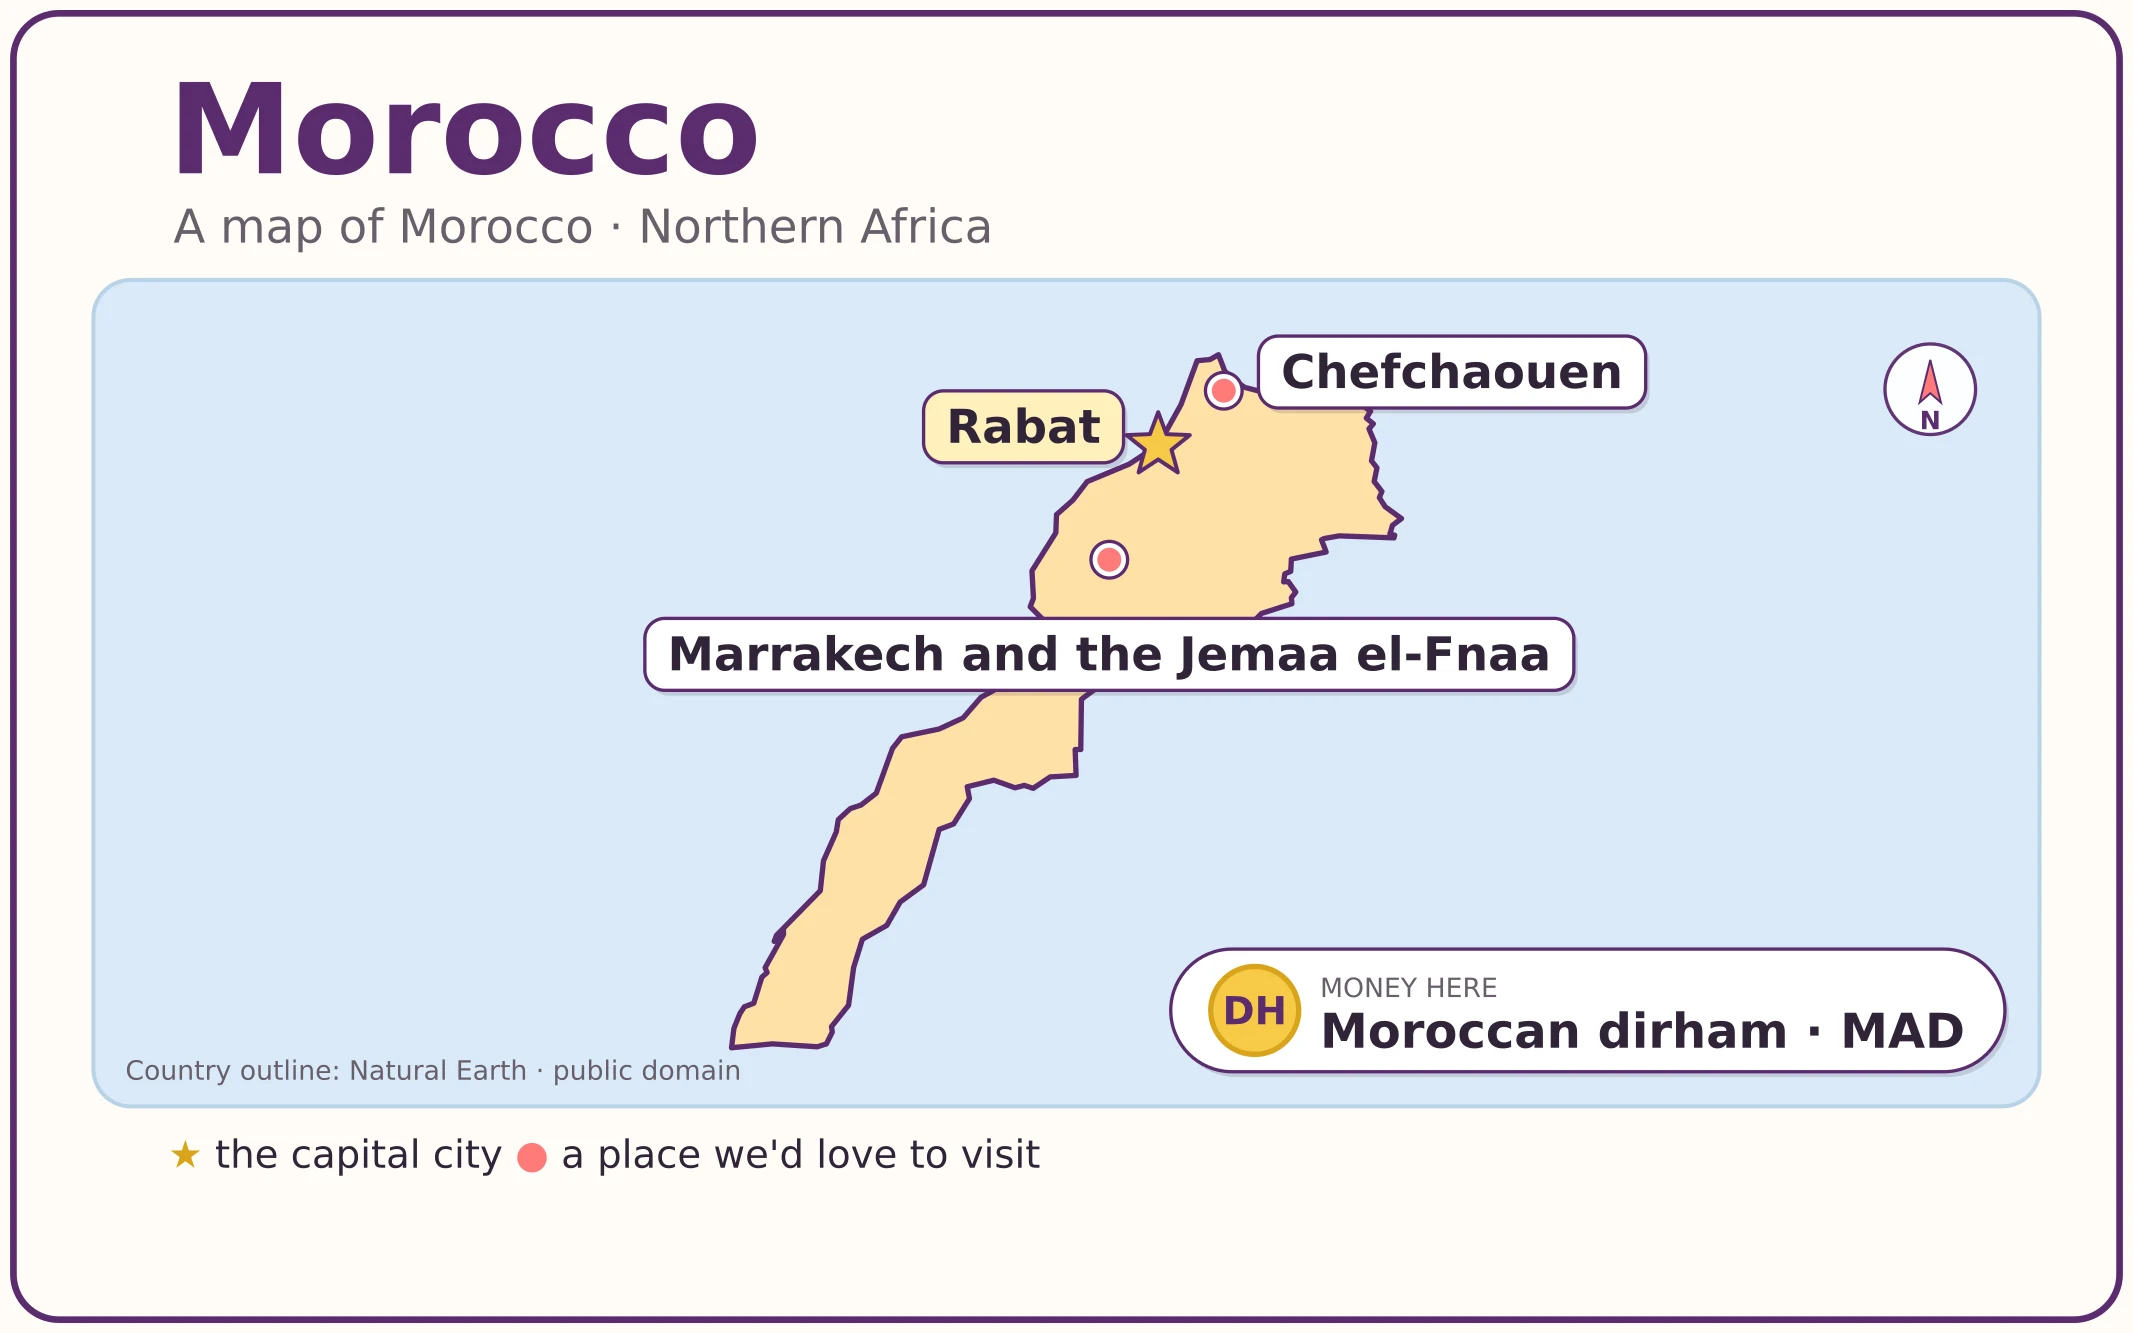 Morocco
A map of Morocco · Northern Africa
Chefchaouen
Rabat
N
Marrakech and the Jemaa el-Fnaa
DH
MONEY HERE
Moroccan dirham · MAD
Country outline: Natural Earth · public domain
★ the capital city ● a place we'd love to visit